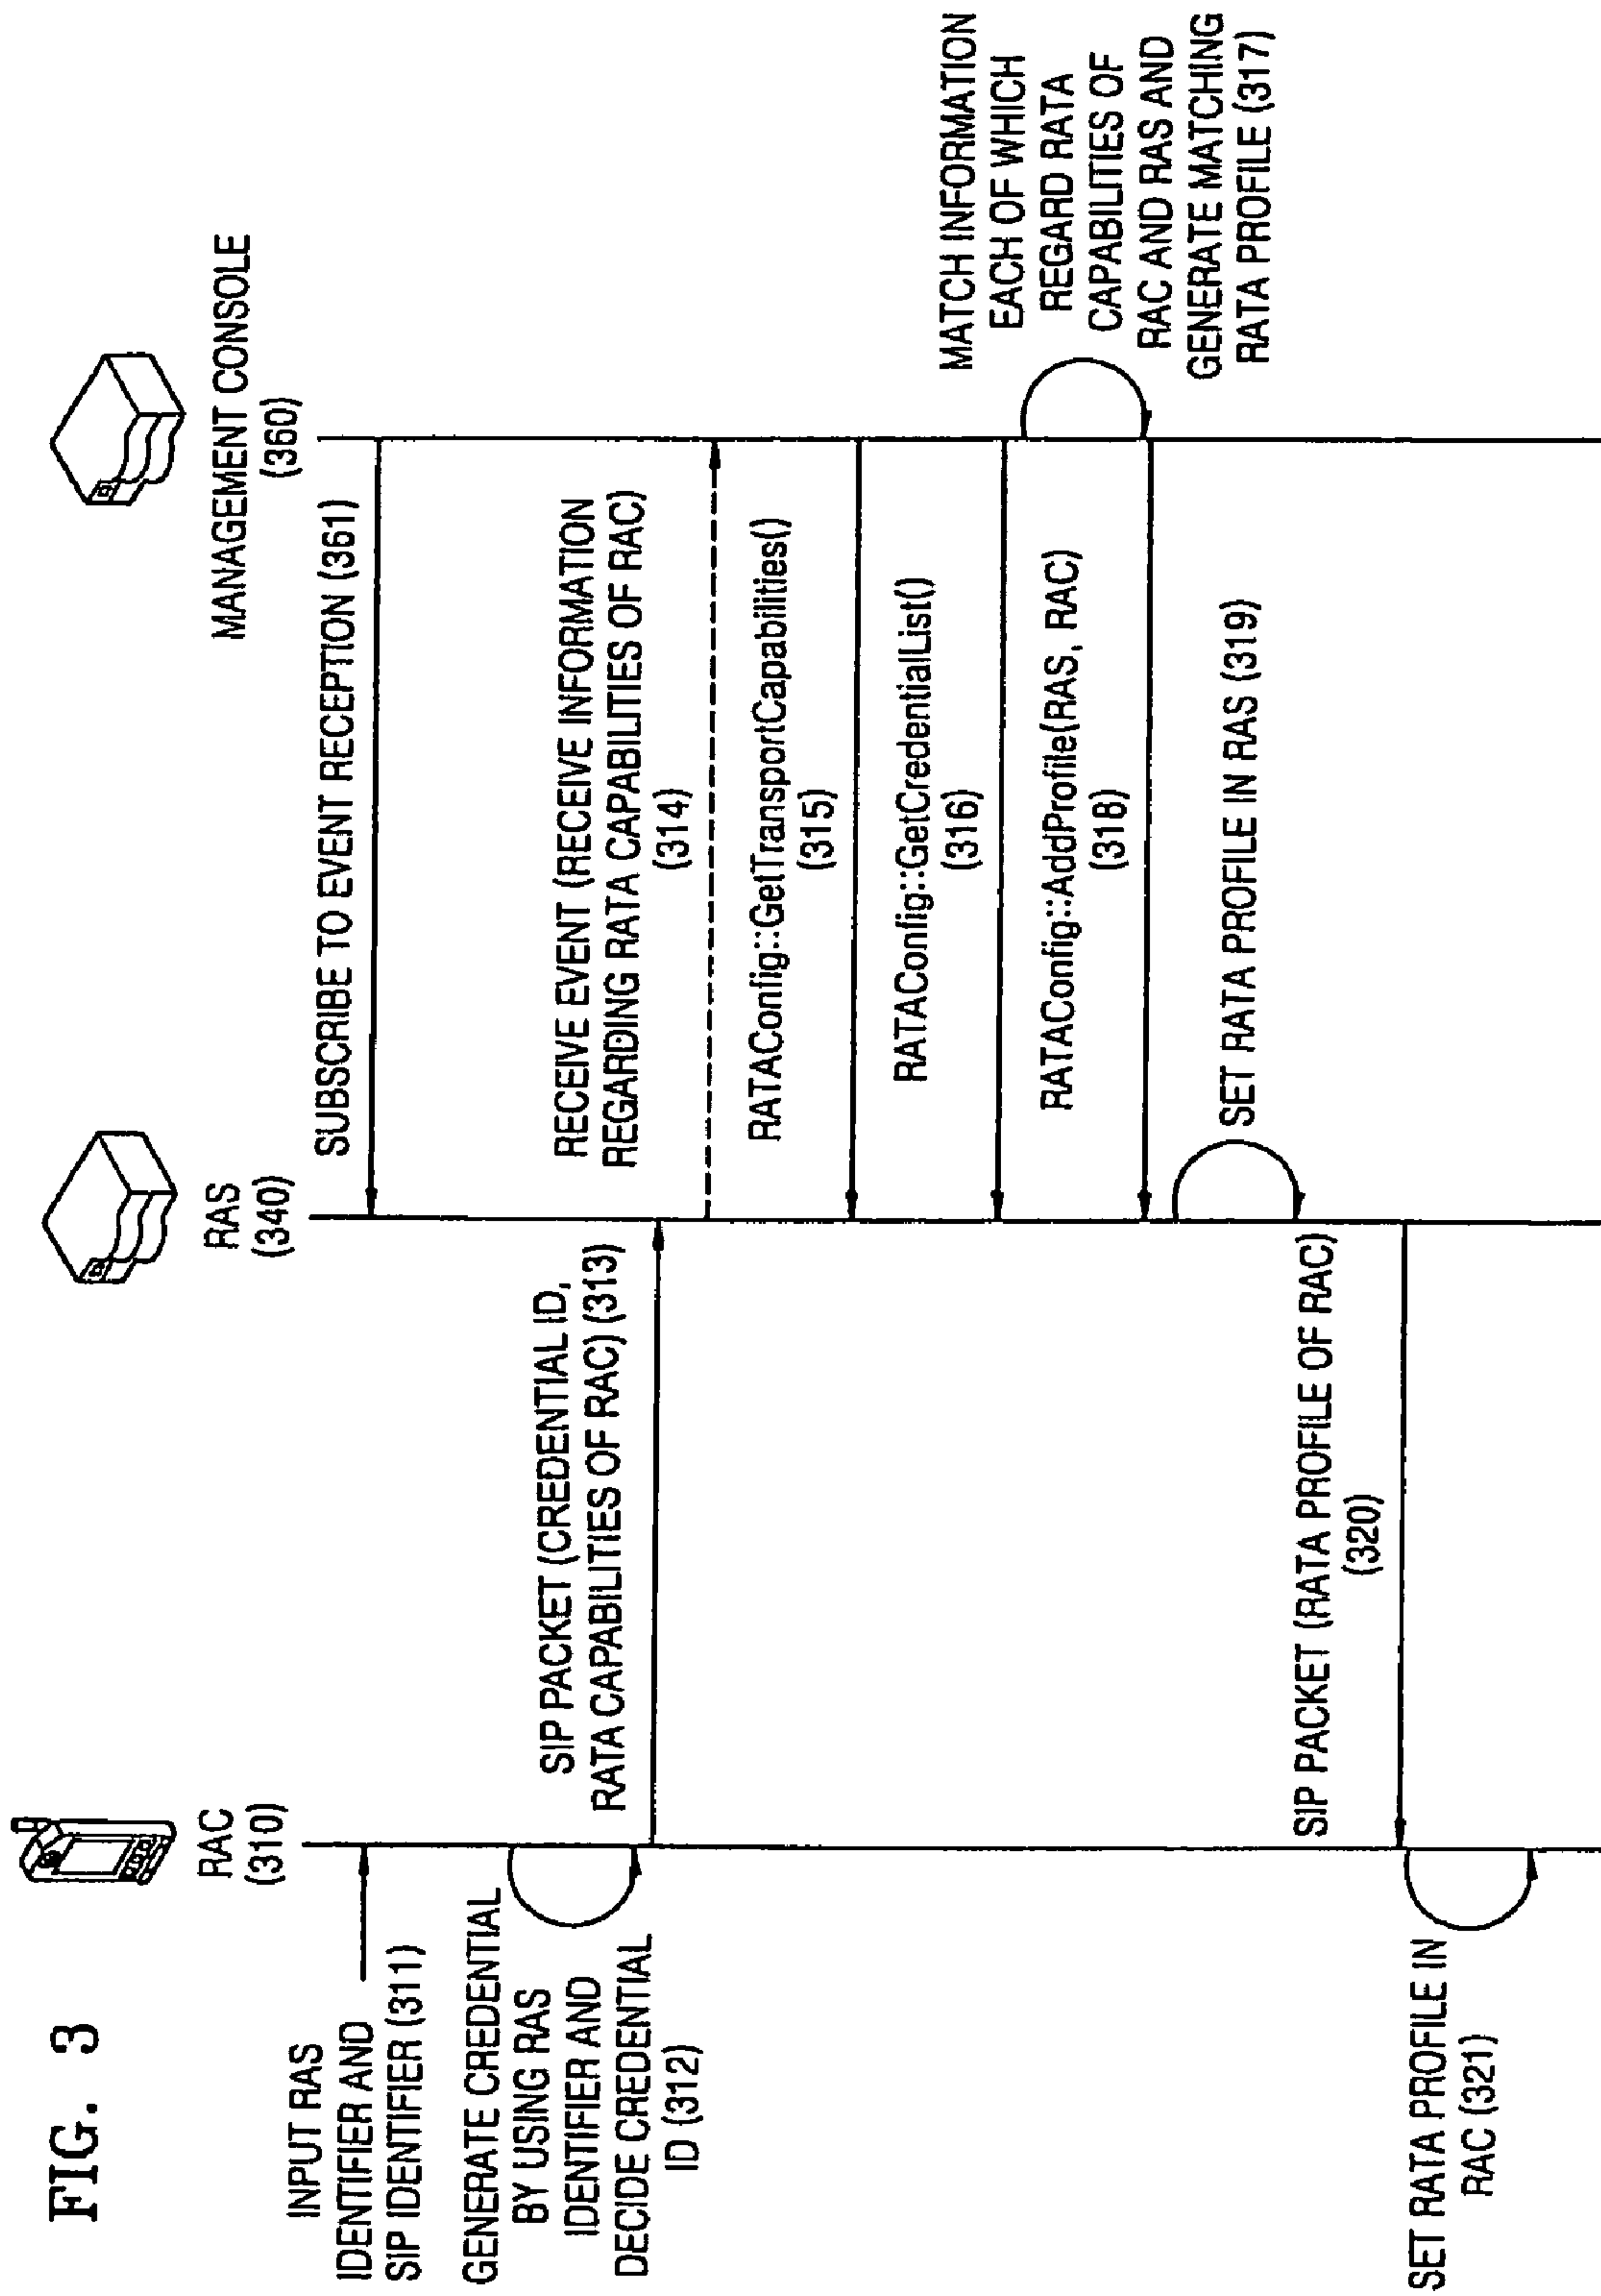 FIG. 3
RAC
(310)
RAS
(340)
MANAGEMENT CONSOLE
(360)
INPUT RAS
IDENTIFIER AND
SIP IDENTIFIER (311)
SUBSCRIBE TO EVENT RECEPTION (361)
GENERATE CREDENTIAL
BY USING RAS
IDENTIFIER AND
DECIDE CREDENTIAL
ID (312)
SIP PACKET (CREDENTIAL ID,
RATA CAPABILITIES OF RAC) (313)
RECEIVE EVENT (RECEIVE INFORMATION
REGARDING RATA CAPABILITIES OF RAC)
(314)
RATAConfig::GetTransportCapabilities()
(315)
RATAConfig::GetCredentialList()
(316)
MATCH INFORMATION
EACH OF WHICH
REGARD RATA
CAPABILITIES OF
RAC AND RAS AND
GENERATE MATCHING
RATA PROFILE (317)
RATAConfig::AddProfile(RAS, RAC)
(318)
SET RATA PROFILE IN RAS (319)
SIP PACKET (RATA PROFILE OF RAC)
(320)
SET RATA PROFILE IN
RAC (321)